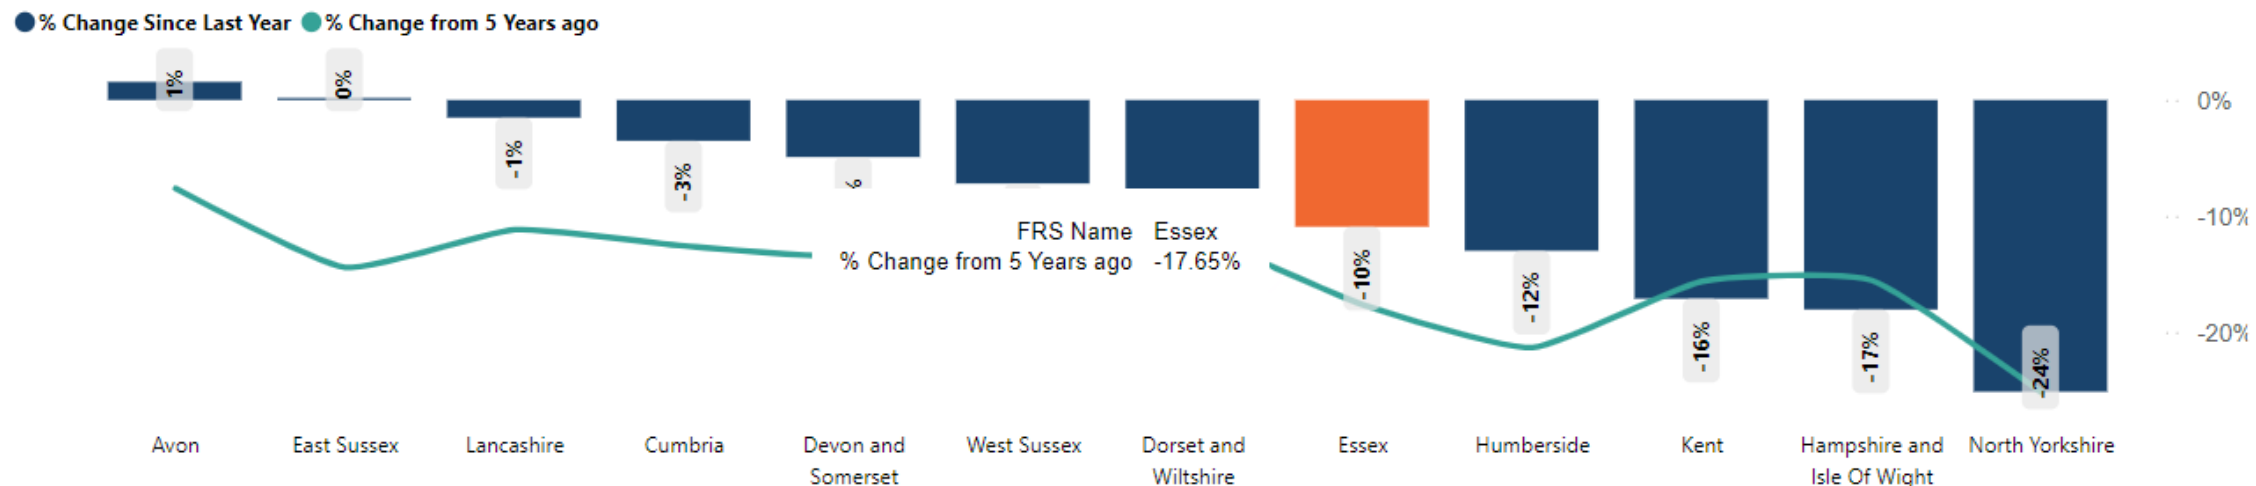 % Change Since Last Year % Change from 5 Years ago
1%
0%
-1%
-3%
%
-10%
-12%
-16%
-17%
-24%
0%
-10%
-20%
FRS Name Essex
% Change from 5 Years ago -17.65%
Avon
East Sussex
Lancashire
Cumbria
Devon and
Somerset
West Sussex
Dorset and
Wiltshire
Essex
Humberside
Kent
Hampshire and
Isle Of Wight
North Yorkshire